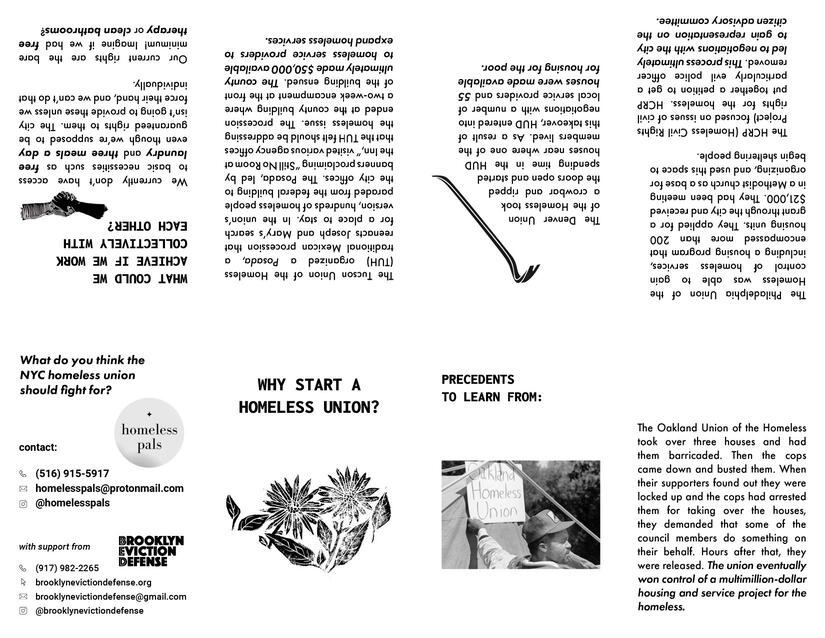 WHY START A
HOMELESS UNION?
PRECEDENTS
TO LEARN FROM:
Oakland
Homeless
Union
The Oakland Union of the Homeless
took over three houses and had
them barricaded. Then the cops
came down and busted them. When
their supporters found out they were
locked up and the cops had arrested
them for taking over the houses,
they demanded that some of the
council members do something on
their behalf. Hours after that, they
were released. The union eventually
won control of a multimillion-dollar
housing and service project for the
homeless.
The Philadelphia Union of the
Homeless was able to gain
control of homeless services,
including a housing program that
encompassed more than 200
housing units. They applied for a
grant through the city and received
$21,000. They had been meeting
in a Methodist church as a base for
organizing, and used this space to
begin sheltering people.
The HCRP (Homeless Civil Rights
Project) focused on issues of civil
rights for the homeless. HCRP
put together a petition to get a
particularly evil police officer
removed. This process ultimately
led to negotiations with the city
to gain representation on the
citizen advisory committee.
The Denver Union
of the Homeless took
a crowbar and ripped
the doors open and started
spending time in the HUD
houses near where one of the
members lived. As a result of
this takeover, HUD entered into
negotiations with a number of
local service providers and 55
houses were made available
for housing for the poor.
The Tucson Union of the Homeless
(TUH) organized a Posada, a
traditional Mexican procession that
reenacts Joseph and Mary's search
for a place to stay. In the union's
version, hundreds of homeless people
paraded from the federal building to
the city offices. The Posada, led by
banners proclaiming "Still No Room at
the Inn," visited various agency offices
that the TUH felt should be addressing
the homeless issue. The procession
ended at the county building where
a two-week encampment at the front
of the building ensued. The county
ultimately made $50,000 available
to homeless service providers to
expand homeless services.
WHAT COULD WE
ACHIEVE IF WE WORK
COLLECTIVELY WITH
EACH OTHER?
We currently don't have access
to basic necessities such as free
laundry and three meals a day
even though we're supposed to be
guaranteed rights to them. The city
isn't going to provide these unless we
force their hand, and we can't do that
individually.
Our current rights are the bare
minimum! Imagine if we had free
therapy or clean bathrooms?
What do you think the
NYC homeless union
should fight for?
homeless
pals
contact:
(516) 915-5917
homelesspals@protonmail.com
@homelesspals
with support from
BROOKLYN
EVICTION
DEFENSE
(917) 982-2265
brooklynevictiondefense.org
brooklynevictiondefense@gmail.com
@brooklynevictiondefense